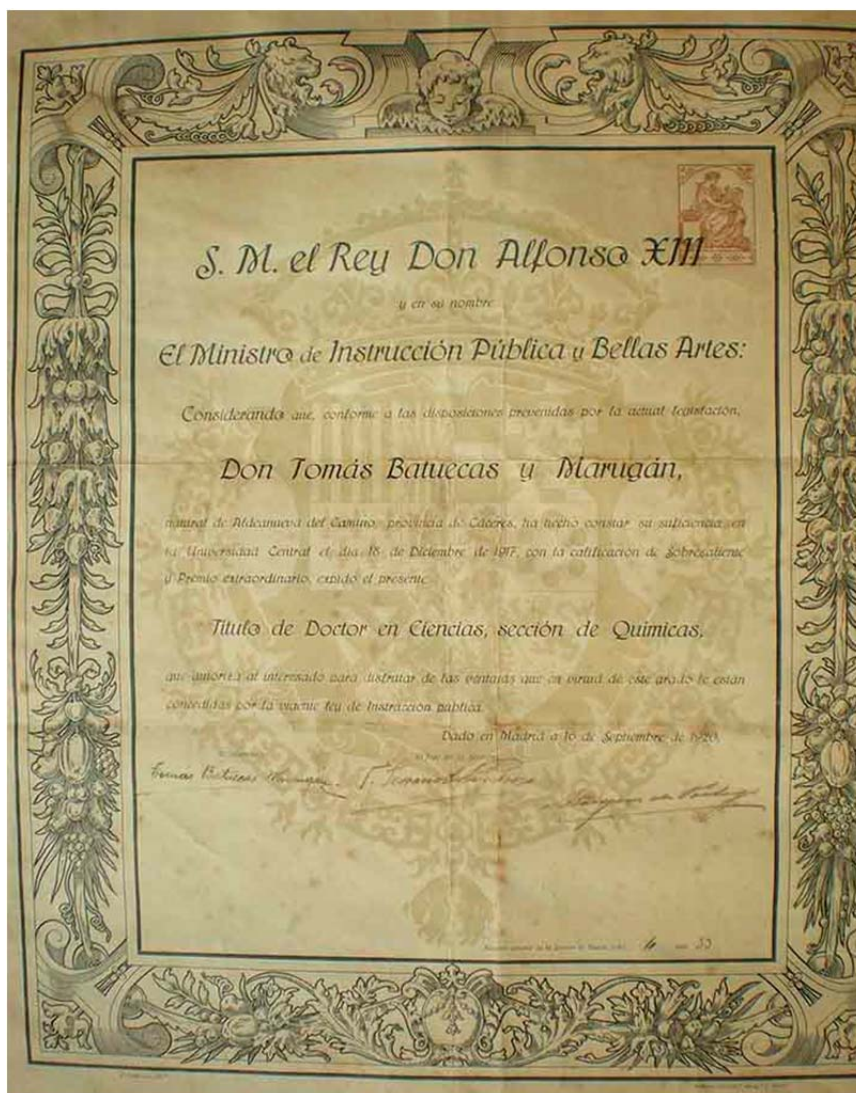 S. M. el Rey Don Alfonso XIII
y en su nombre
El Ministro de Instrucción Pública y Bellas Artes:
Considerando que, conforme a las disposiciones prevenidas por la actual legislación,
Don Tomás Batuecas y Marugán,
natural de Aldeanueva del Camino, provincia de Cáceres, ha hecho constar su suficiencia en
la Universidad Central el día 18 de Diciembre de 1917, con la calificación de Sobresaliente
y Premio extraordinario, expido el presente
Título de Doctor en Ciencias, sección de Químicas,
que autoriza al interesado para disfrutar de las ventajas que en virtud de este grado le están
concedidas por la vigente ley de Instrucción pública.
Dado en Madrid a 16 de Septiembre de 1920.
Tomás Batuecas Marugán